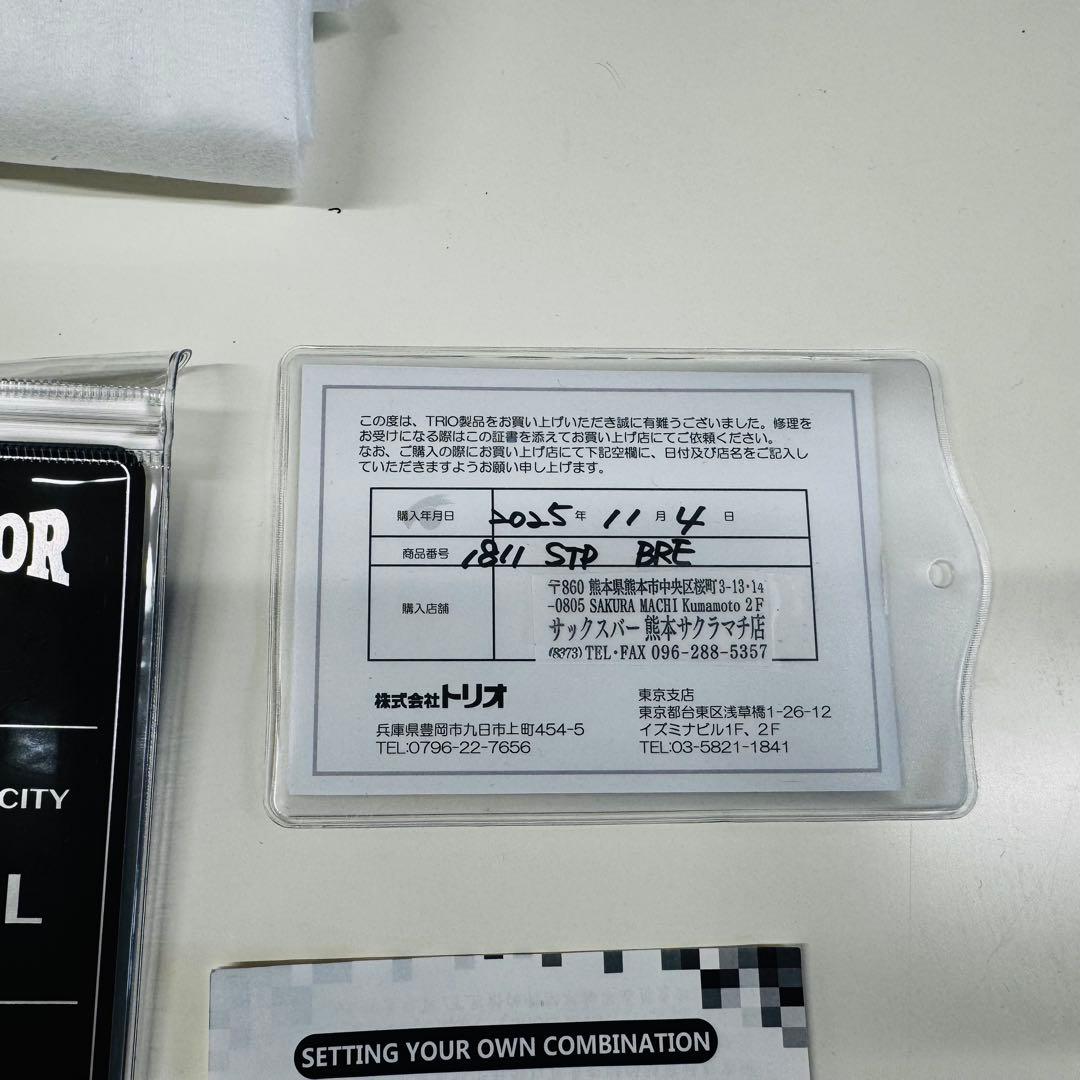 この度は、TRIO製品をお買い上げいただき誠に有難うございました。修理を
お受けになる際はこの証書を添えてお買い上げ店にてご依頼ください。
なお、ご購入の際にお買い上げ店にて下記空欄に、日付及び店名をご記入し
ていただきますようお願い申し上げます。
購入年月日 2025年 11月 4日
商品番号 1811 STP BRE
購入店舗
〒860 熊本県熊本市中央区桜町3-13・14
-0805 SAKURA MACHI Kumamoto 2F
サックスバー 熊本サクラマチ店
(8373) TEL・FAX 096-288-5357
株式会社トリオ
兵庫県豊岡市九日市上町454-5
TEL:0796-22-7656
東京支店
東京都台東区浅草橋1-26-12
イズミナビル1F、2F
TEL:03-5821-1841
OR
CITY
L
SETTING YOUR OWN COMBINATION